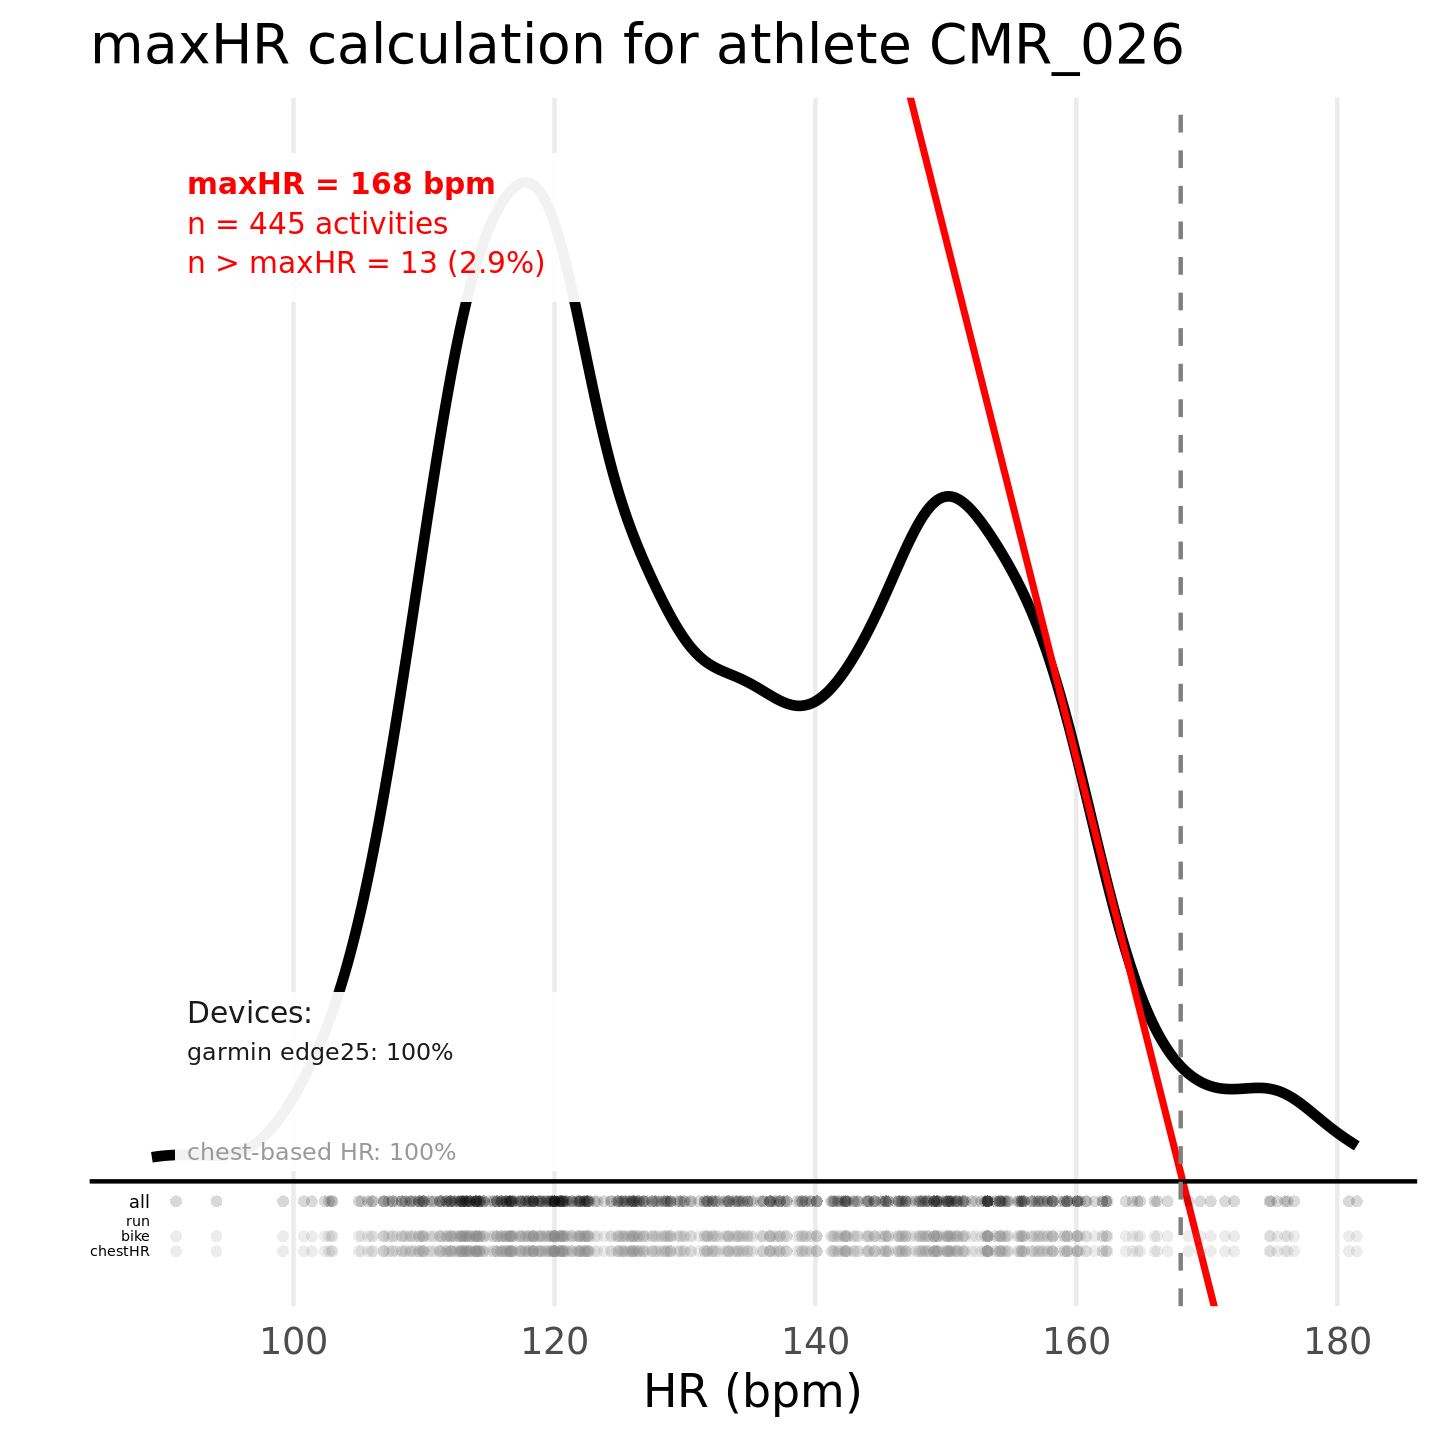 maxHR calculation for athlete CMR_026
maxHR = 168 bpm
n = 445 activities
n > maxHR = 13 (2.9%)
Devices:
garmin edge25: 100%
chest-based HR: 100%
all
run
bike
chestHR
100 120 140 160 180
HR (bpm)